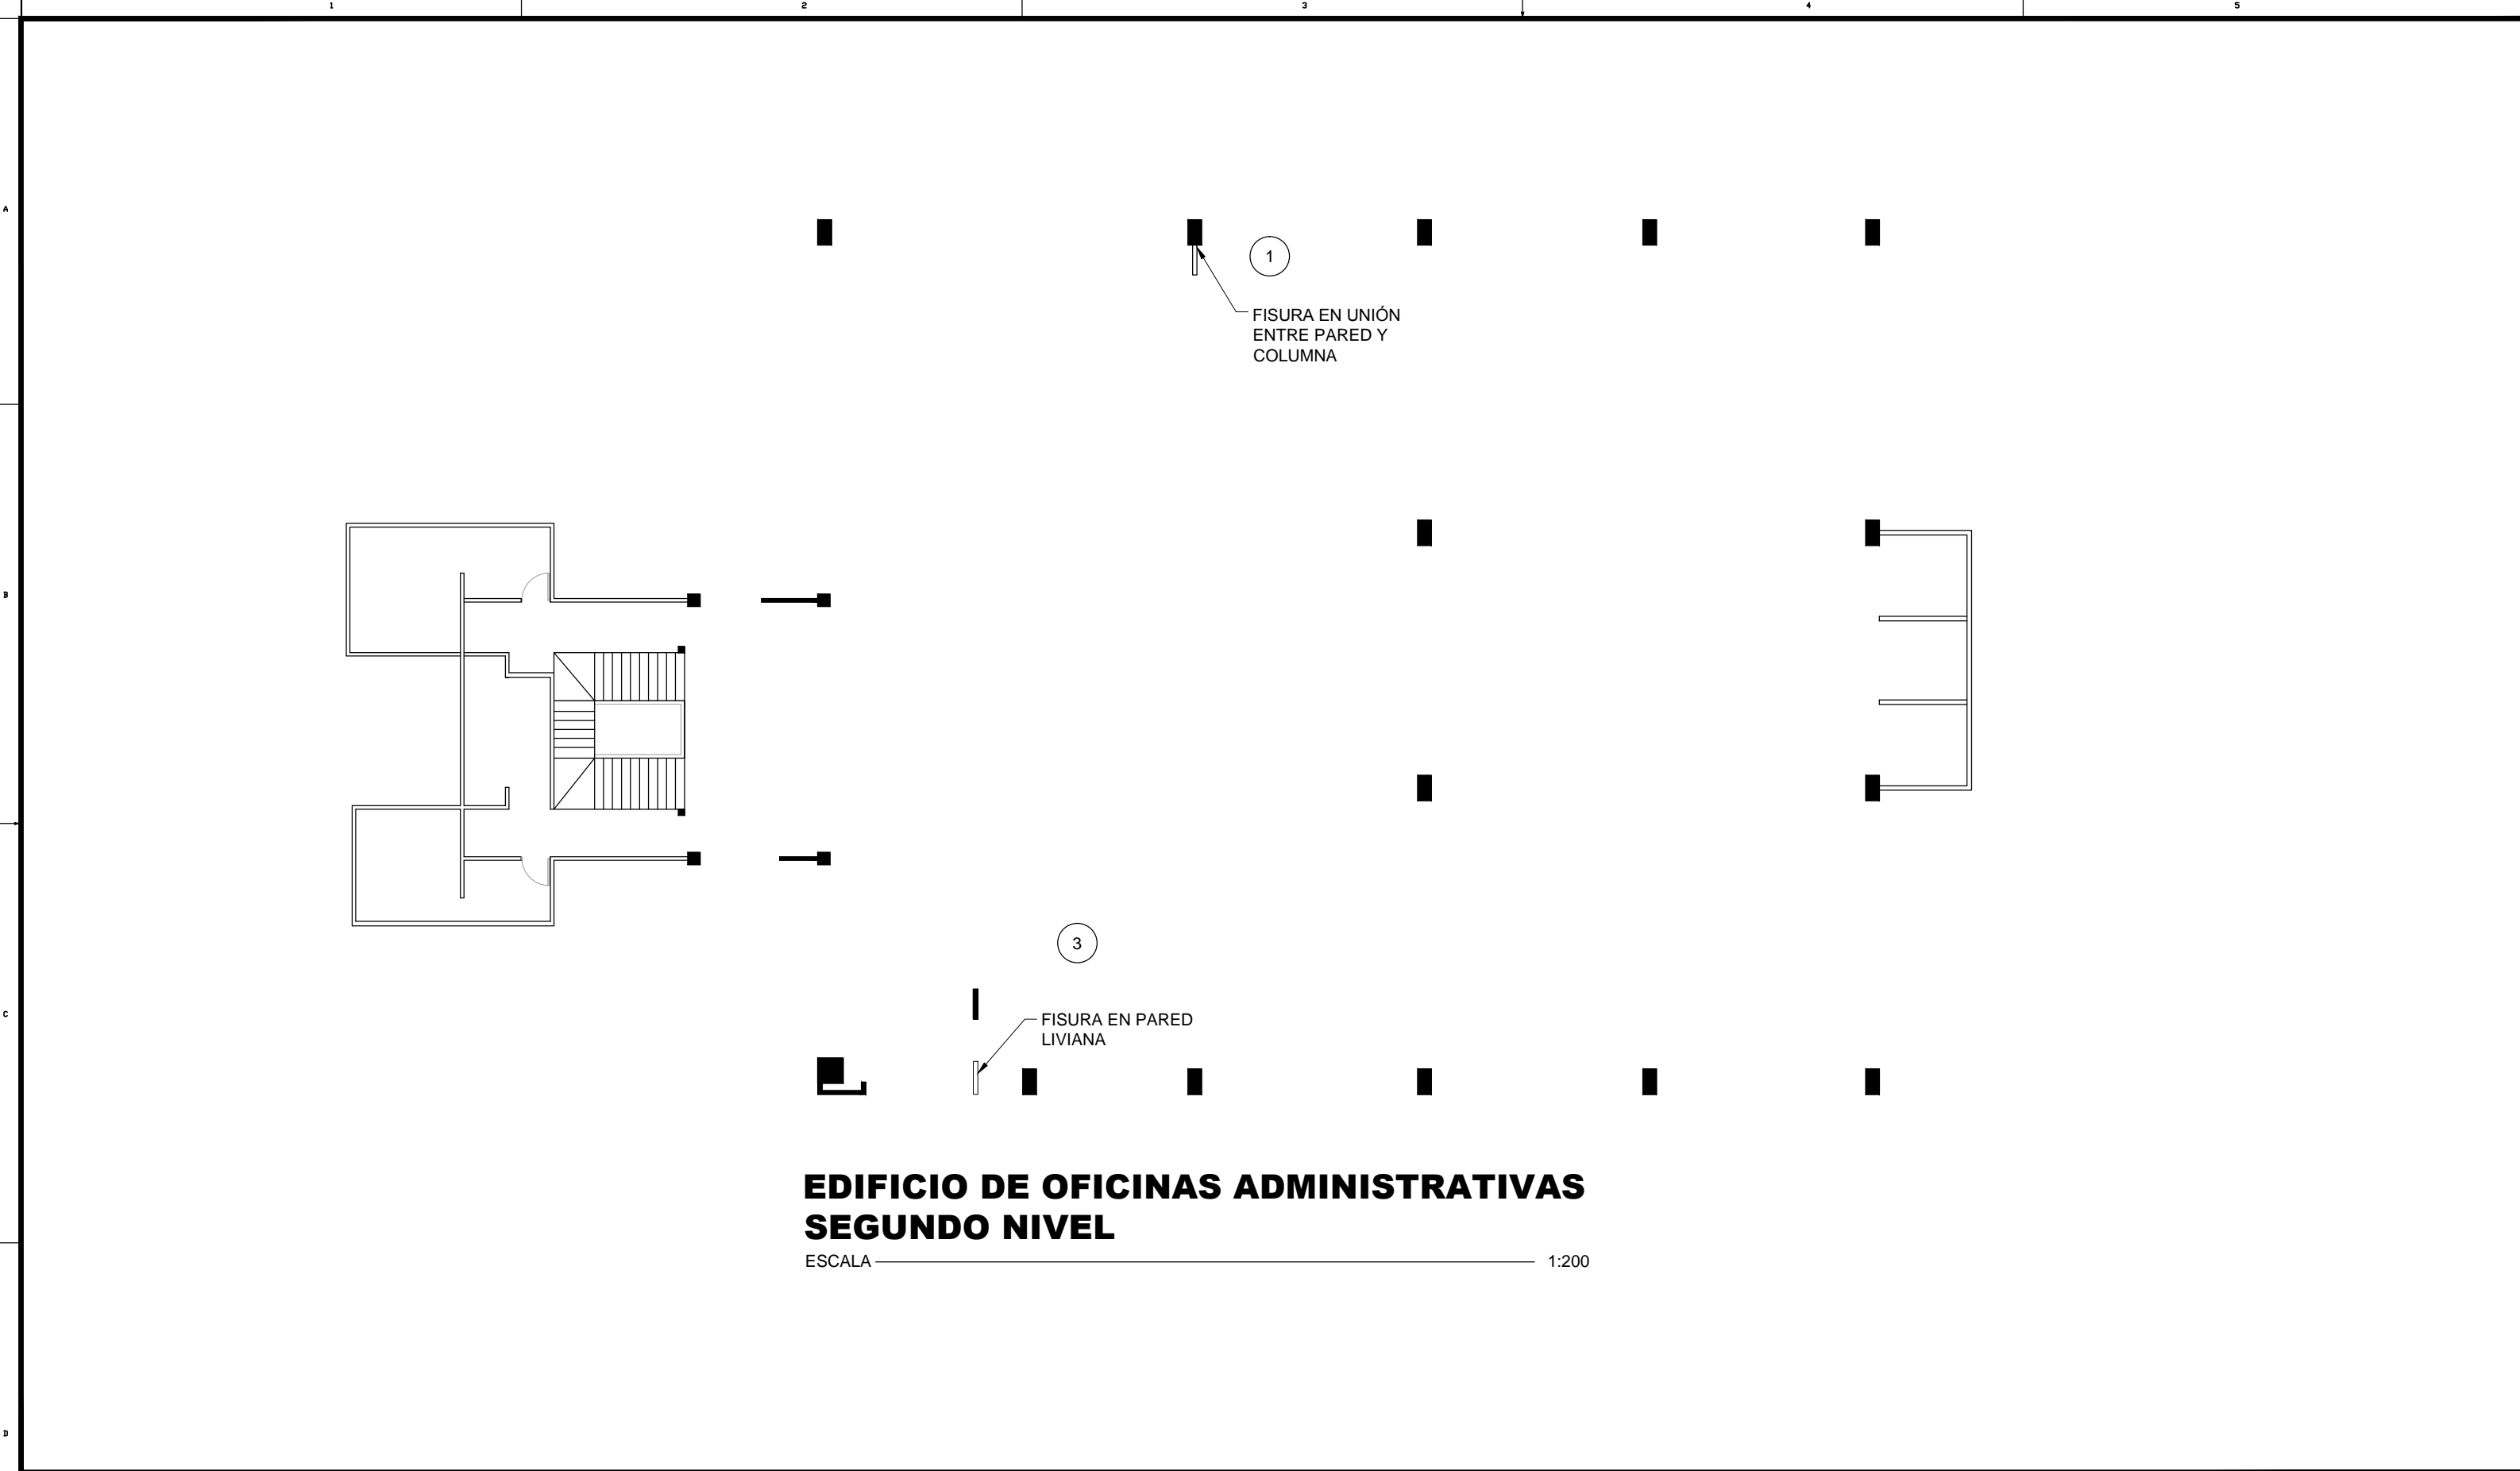 1 2 3 4 5
A
1
FISURA EN UNIÓN
ENTRE PARED Y
COLUMNA
B
3
C
FISURA EN PARED
LIVIANA
EDIFICIO DE OFICINAS ADMINISTRATIVAS
SEGUNDO NIVEL
ESCALA 1:200
D